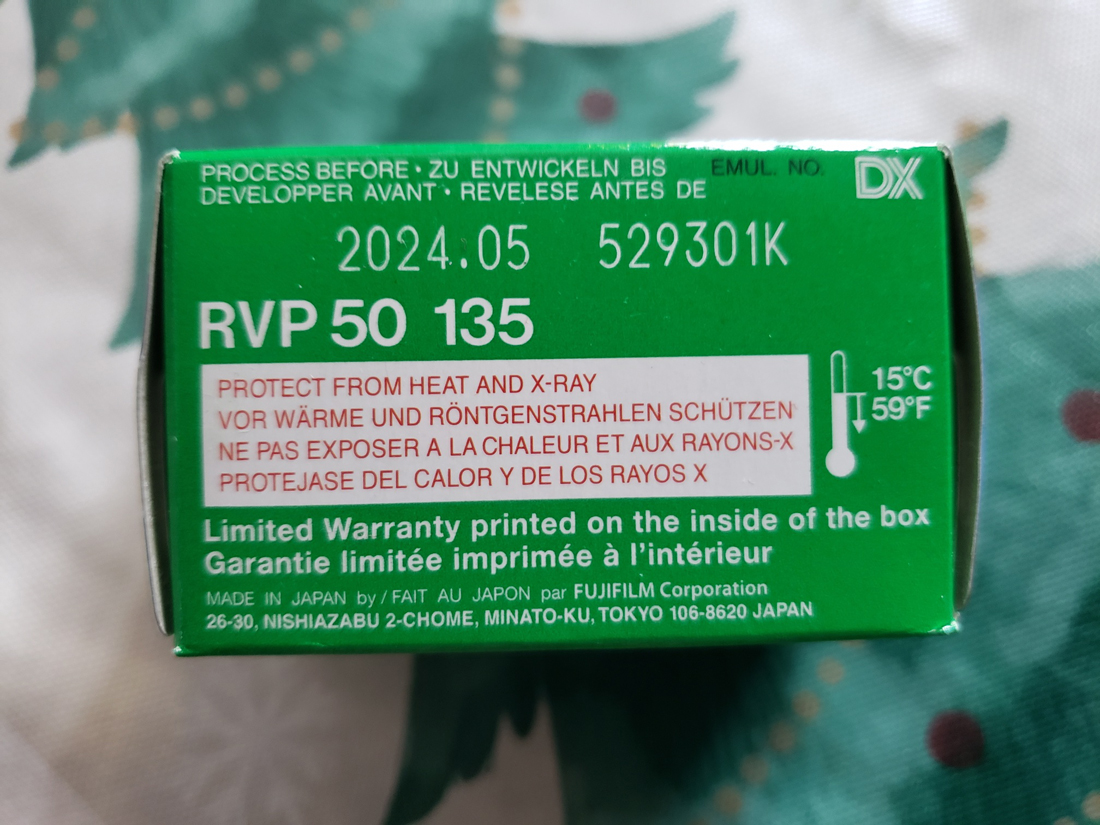 PROCESS BEFORE · ZU ENTWICKELN BIS EMUL. NO. DX
DEVELOPPER AVANT · REVELESE ANTES DE
2024.05 529301K
RVP 50 135
PROTECT FROM HEAT AND X-RAY
VOR WÄRME UND RÖNTGENSTRAHLEN SCHÜTZEN
NE PAS EXPOSER A LA CHALEUR ET AUX RAYONS-X
PROTEJASE DEL CALOR Y DE LOS RAYOS X
15°C
59°F
Limited Warranty printed on the inside of the box
Garantie limitée imprimée à l'intérieur
MADE IN JAPAN by / FAIT AU JAPON par FUJIFILM Corporation
26-30, NISHIAZABU 2-CHOME, MINATO-KU, TOKYO 106-8620 JAPAN